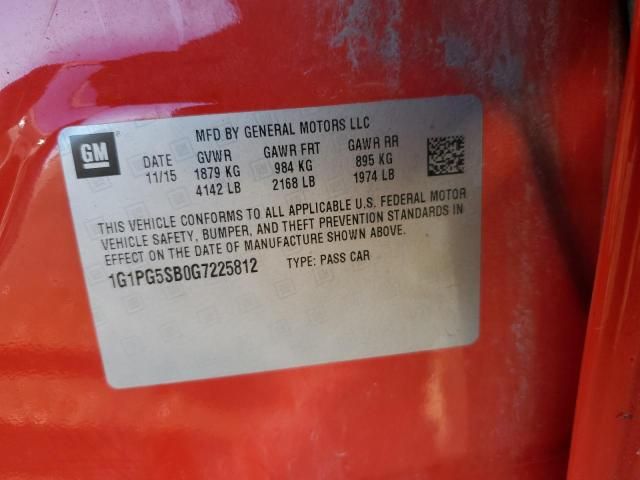 GM
MFD BY GENERAL MOTORS LLC
DATE GVWR GAWR FRT GAWR RR
11/15 1879 KG 984 KG 895 KG
4142 LB 2168 LB 1974 LB
THIS VEHICLE CONFORMS TO ALL APPLICABLE U.S. FEDERAL MOTOR
VEHICLE SAFETY, BUMPER, AND THEFT PREVENTION STANDARDS IN
EFFECT ON THE DATE OF MANUFACTURE SHOWN ABOVE.
1G1PG5SB0G7225812 TYPE: PASS CAR